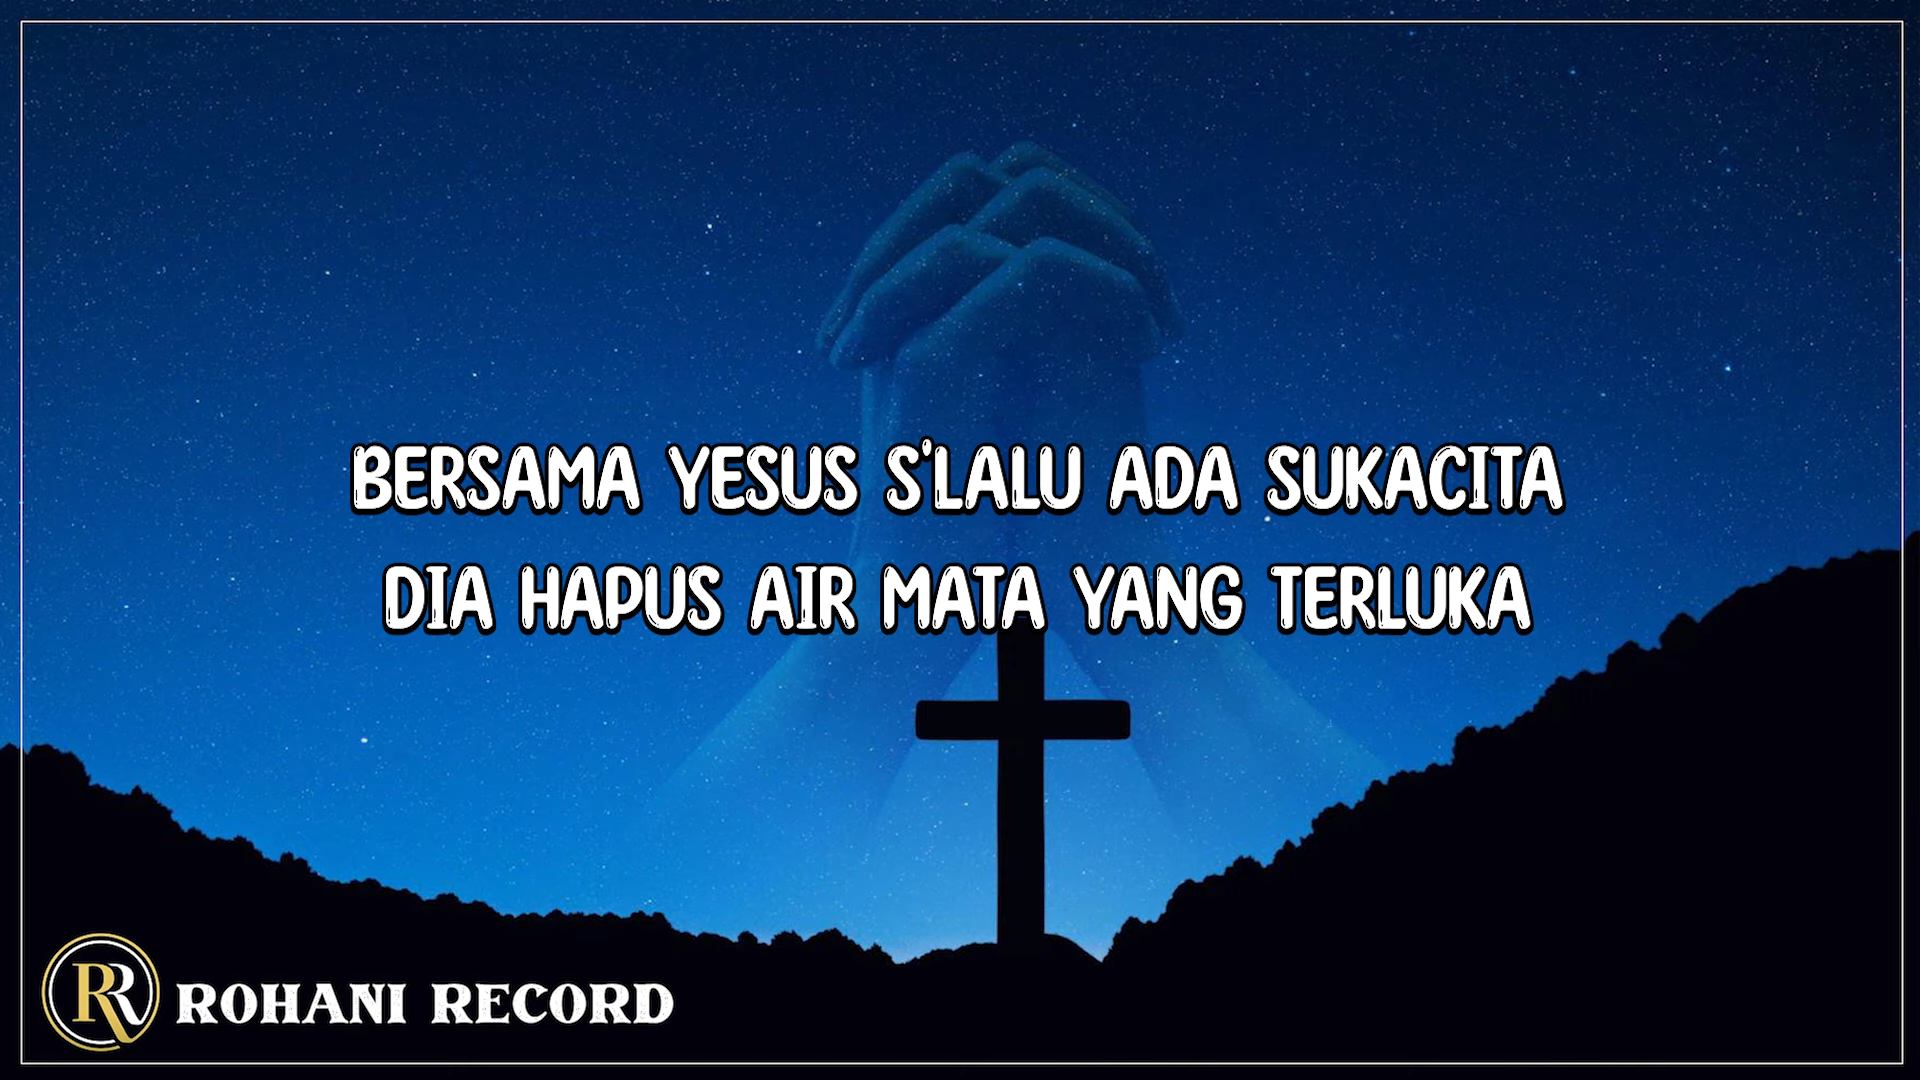 BERSAMA YESUS S'LALU ADA SUKACITA
DIA HAPUS AIR MATA YANG TERLUKA
RR ROHANI RECORD